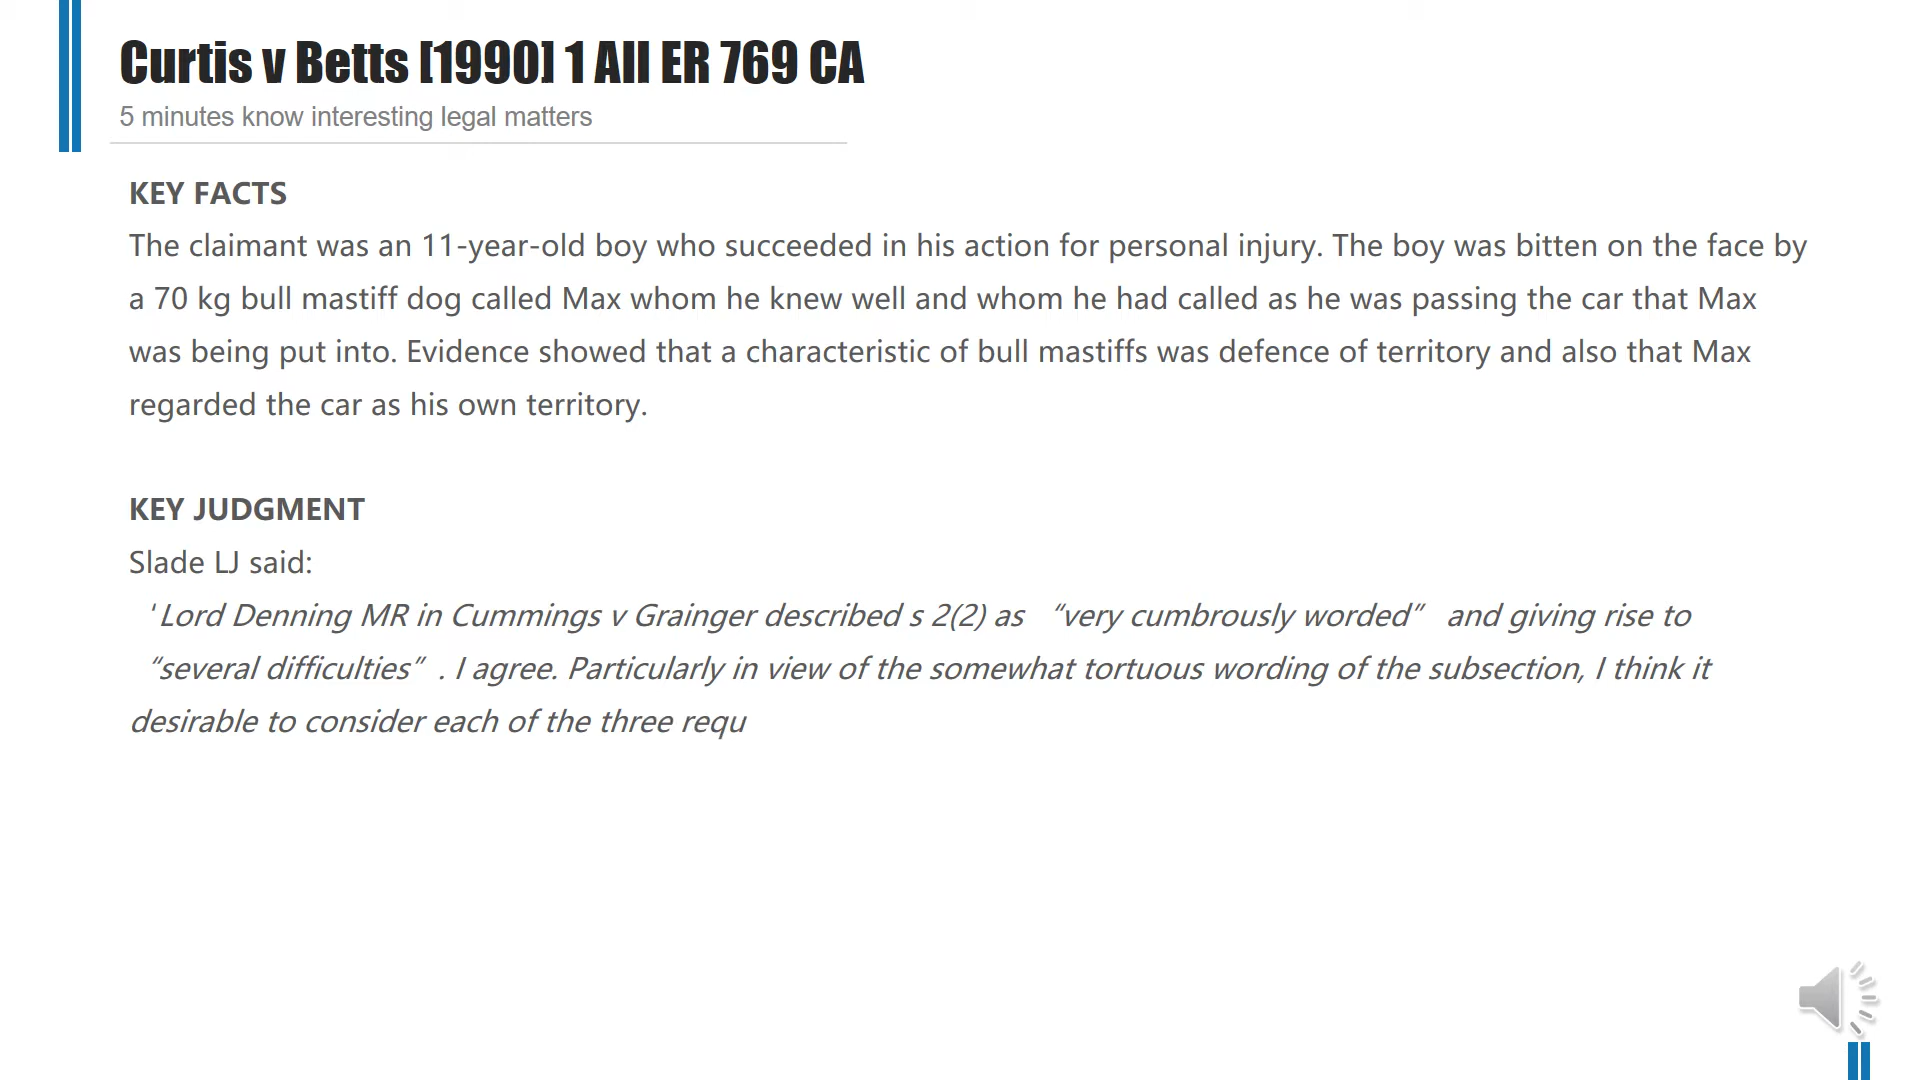 Curtis v Betts [1990] 1 All ER 769 CA
5 minutes know interesting legal matters
KEY FACTS
The claimant was an 11-year-old boy who succeeded in his action for personal injury. The boy was bitten on the face by
a 70 kg bull mastiff dog called Max whom he knew well and whom he had called as he was passing the car that Max
was being put into. Evidence showed that a characteristic of bull mastiffs was defence of territory and also that Max
regarded the car as his own territory.
KEY JUDGMENT
Slade LJ said:
' Lord Denning MR in Cummings v Grainger described s 2(2) as “very cumbrously worded” and giving rise to
“several difficulties” . I agree. Particularly in view of the somewhat tortuous wording of the subsection, I think it
desirable to consider each of the three requ